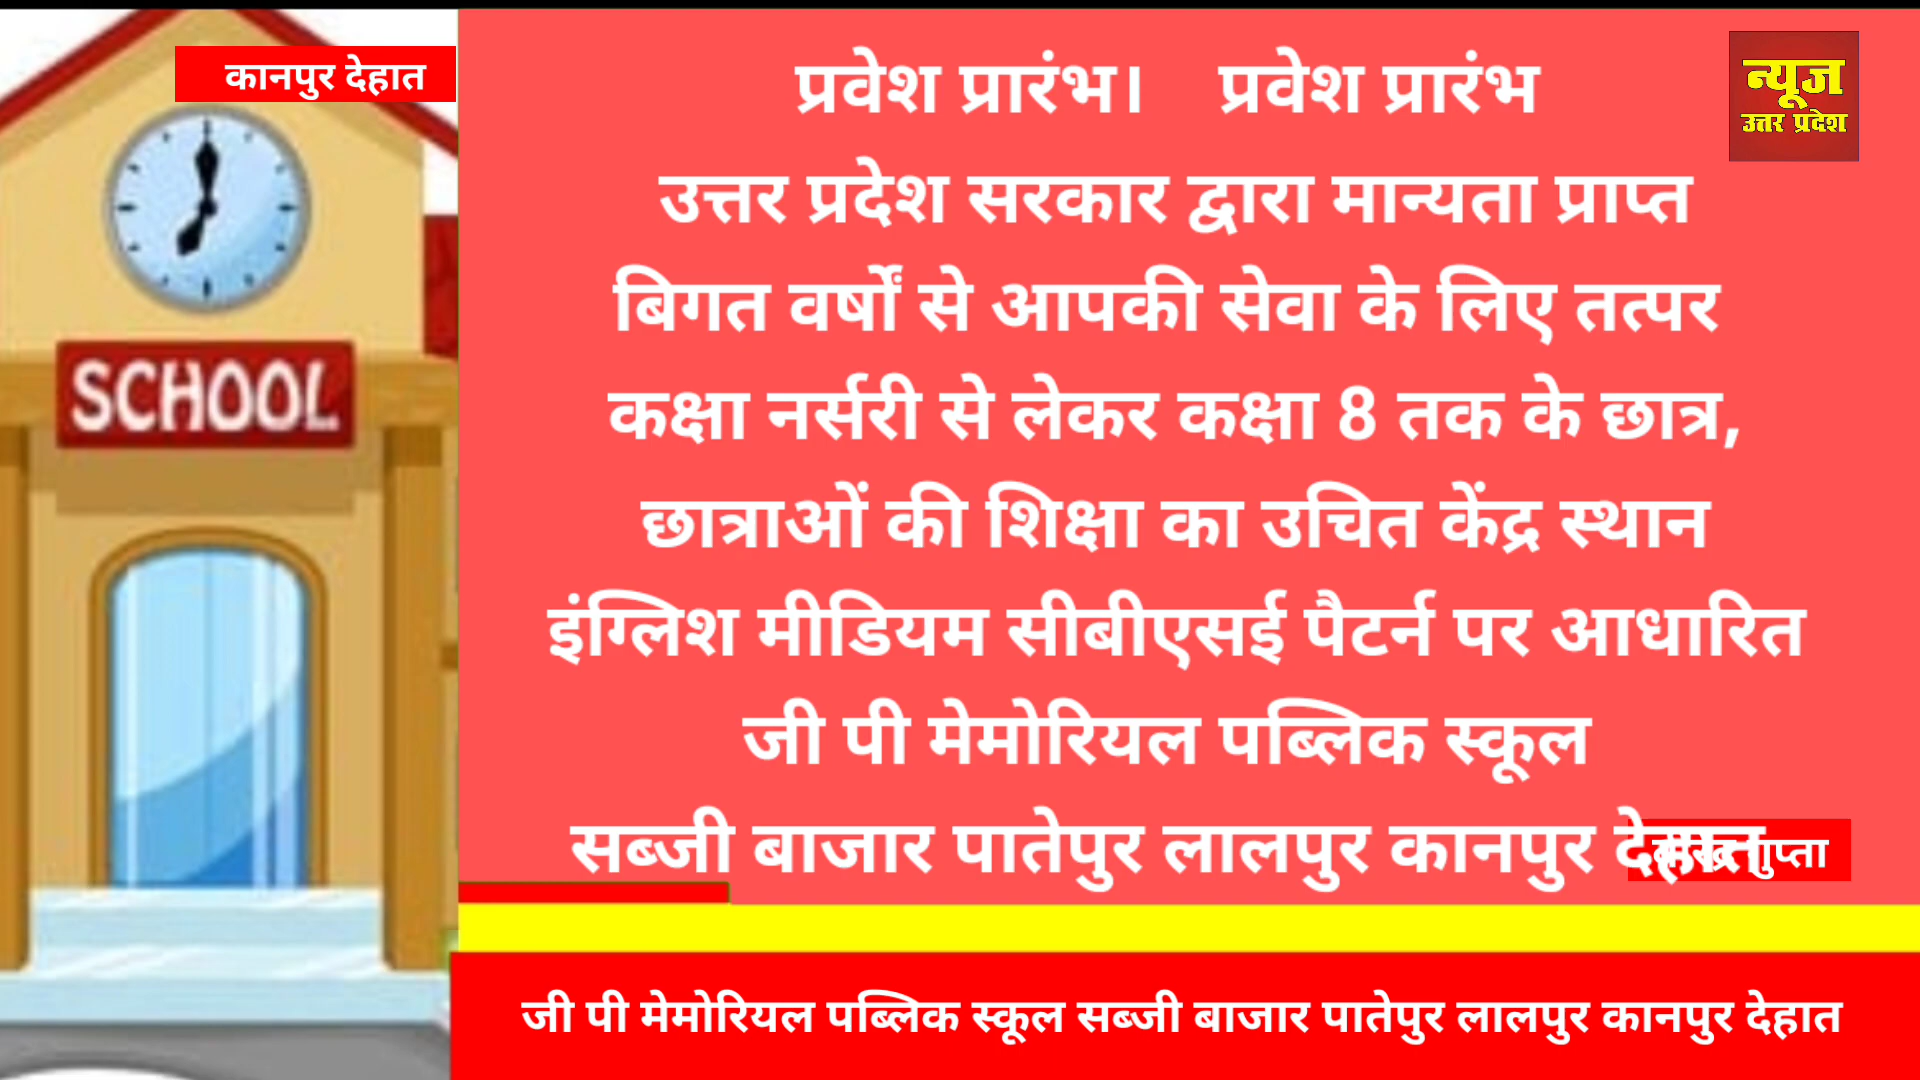 कानपुर देहात
प्रवेश प्रारंभ। प्रवेश प्रारंभ
न्यूज
उत्तर प्रदेश
उत्तर प्रदेश सरकार द्वारा मान्यता प्राप्त
बिगत वर्षों से आपकी सेवा के लिए तत्पर
कक्षा नर्सरी से लेकर कक्षा 8 तक के छात्र,
छात्राओं की शिक्षा का उचित केंद्र स्थान
इंग्लिश मीडियम सीबीएसई पैटर्न पर आधारित
जी पी मेमोरियल पब्लिक स्कूल
सब्जी बाजार पातेपुर लालपुर कानपुर देहात
गुप्ता
SCHOOL
जी पी मेमोरियल पब्लिक स्कूल सब्जी बाजार पातेपुर लालपुर कानपुर देहात